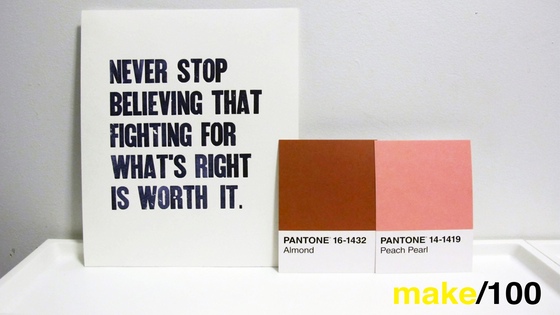 NEVER STOP
BELIEVING THAT
FIGHTING FOR
WHAT'S RIGHT
IS WORTH IT.
PANTONE 16-1432
Almond
PANTONE 14-1419
Peach Pearl
make/100